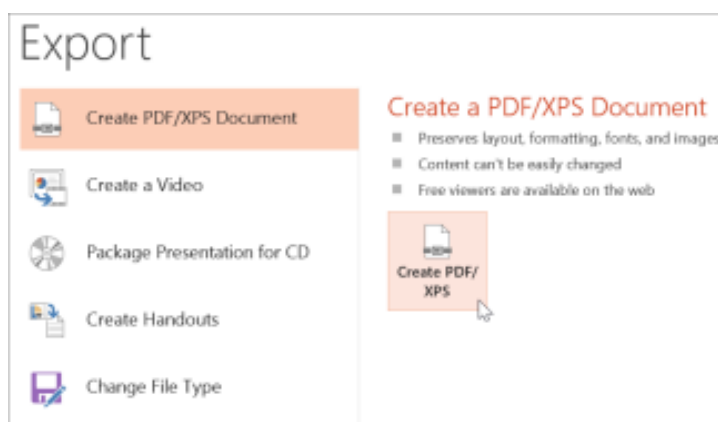 Export
Create PDF/XPS Document
Create a Video
Package Presentation for CD
Create Handouts
Change File Type
Create a PDF/XPS Document
Preserves layout, formatting, fonts, and images
Content can't be easily changed
Free viewers are available on the web
Create PDF/
XPS